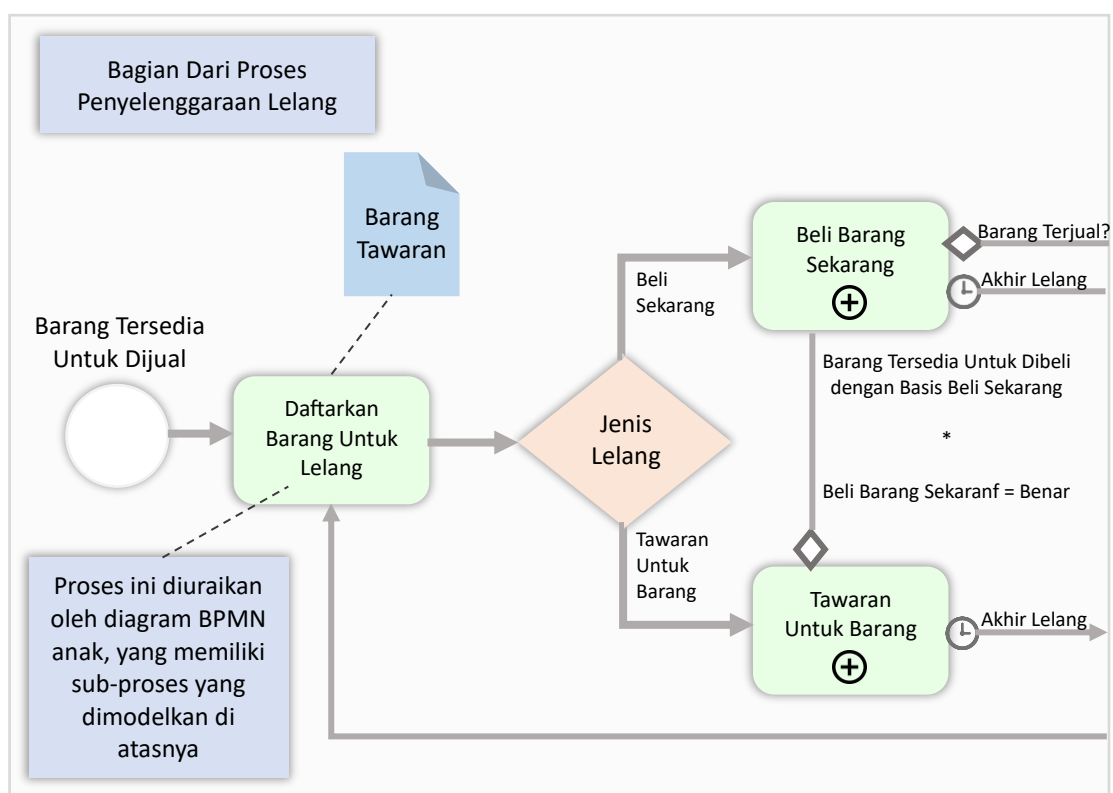 Bagian Dari Proses
Penyelenggaraan Lelang
Barang
Tawaran
Barang Tersedia
Untuk Dijual
Daftarkan
Barang Untuk
Lelang
Proses ini diuraikan
oleh diagram BPMN
anak, yang memiliki
sub-proses yang
dimodelkan di
atasnya
Jenis
Lelang
Beli
Sekarang
Tawaran
Untuk
Barang
Beli Barang
Sekarang
Barang Terjual?
Akhir Lelang
Barang Tersedia Untuk Dibeli
dengan Basis Beli Sekarang
*
Beli Barang Sekaranf = Benar
Tawaran
Untuk Barang
Akhir Lelang